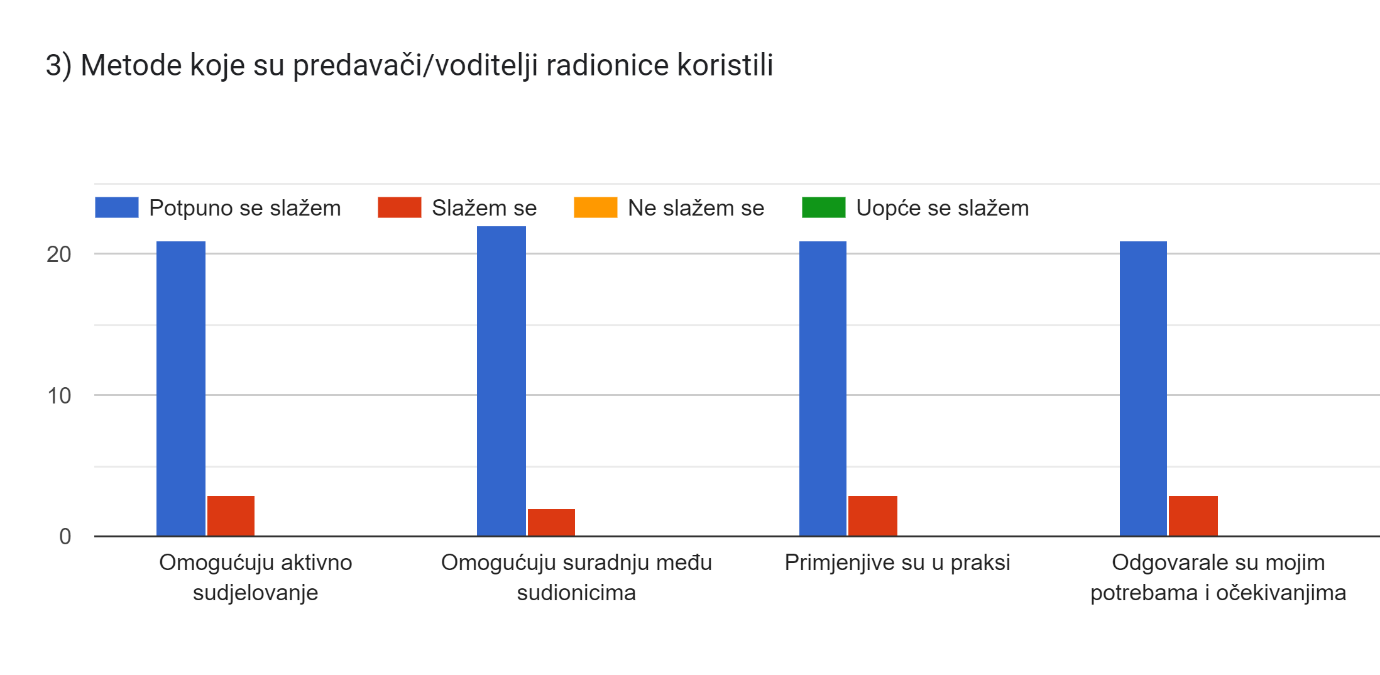 3) Metode koje su predavači/voditelji radionice koristili
Potpuno se slažem Slažem se Ne slažem se Uopće se slažem
20
10
0
Omogućuju aktivno sudjelovanje
Omogućuju suradnju među sudionicima
Primjenjive su u praksi
Odgovarale su mojim potrebama i očekivanjima